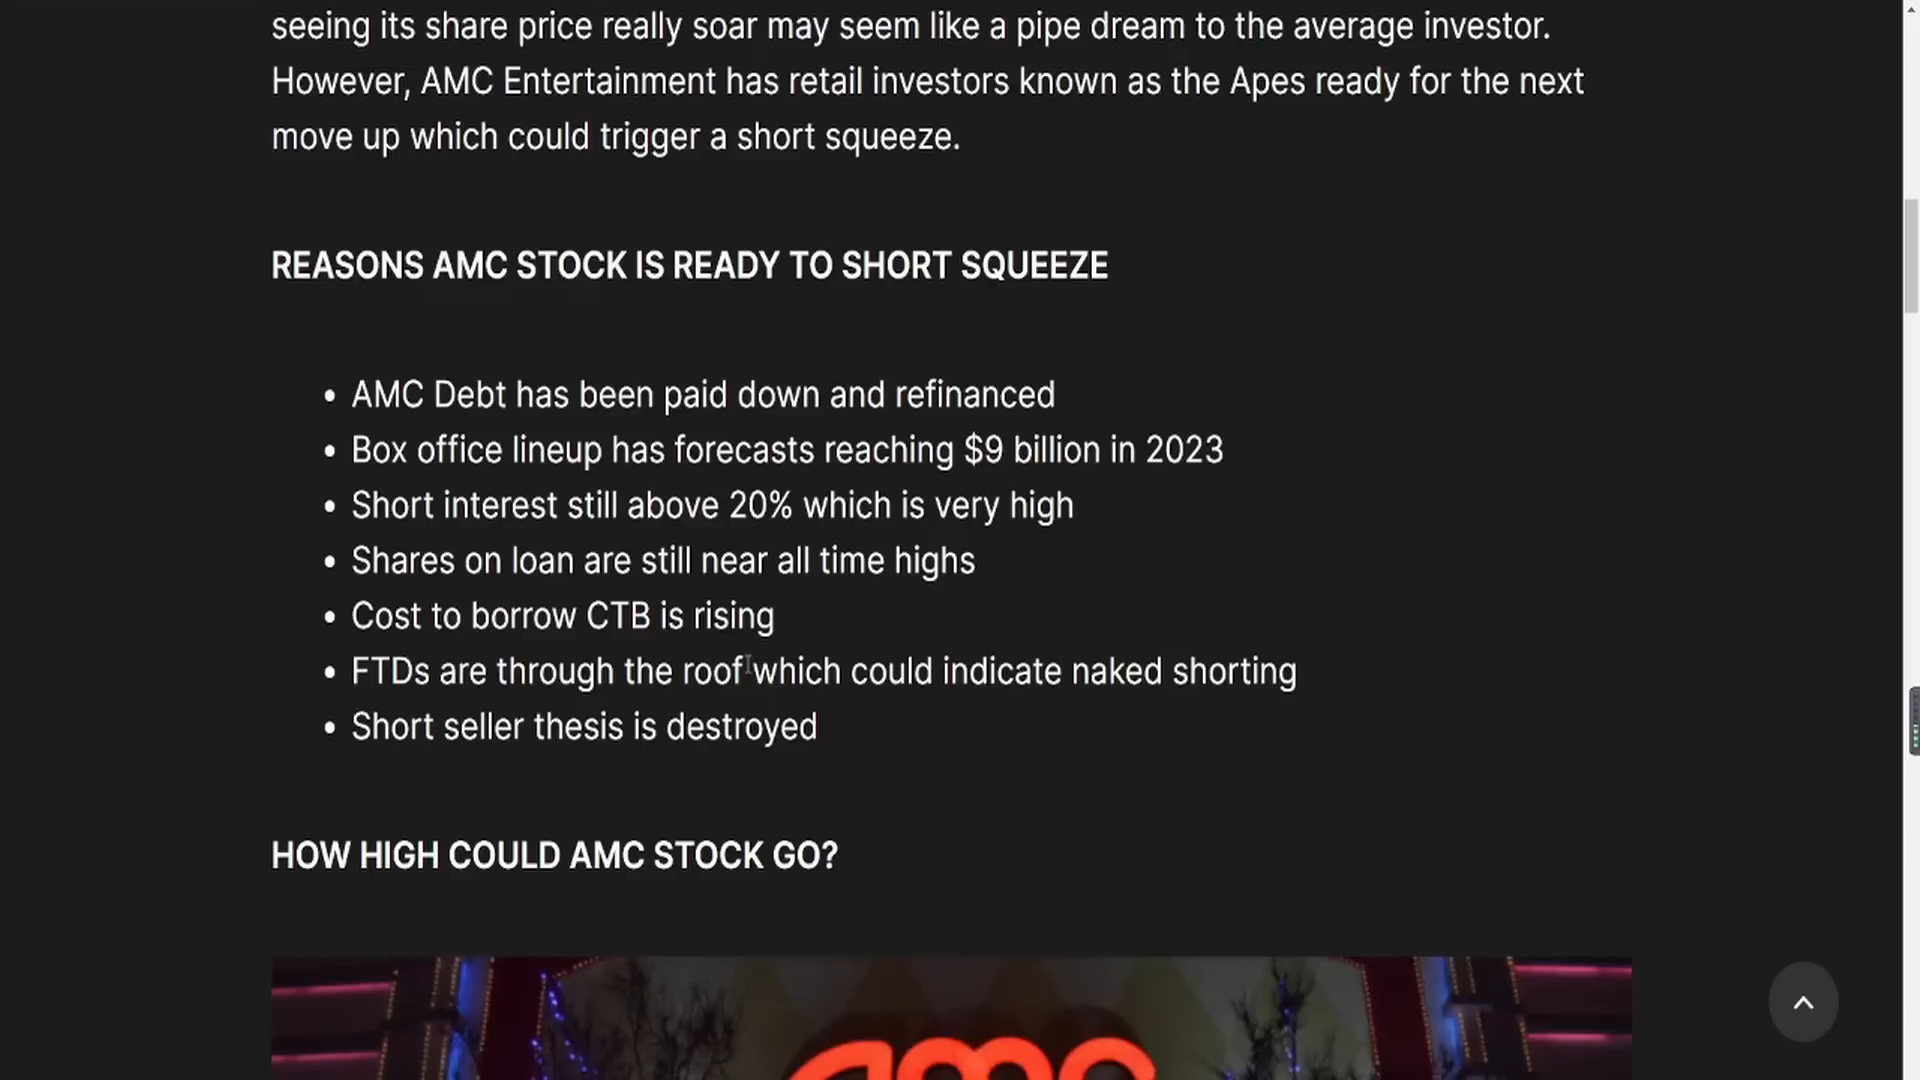 seeing its share price really soar may seem like a pipe dream to the average investor.
However, AMC Entertainment has retail investors known as the Apes ready for the next
move up which could trigger a short squeeze.
REASONS AMC STOCK IS READY TO SHORT SQUEEZE
• AMC Debt has been paid down and refinanced
• Box office lineup has forecasts reaching $9 billion in 2023
• Short interest still above 20% which is very high
• Shares on loan are still near all time highs
• Cost to borrow CTB is rising
• FTDs are through the roof which could indicate naked shorting
• Short seller thesis is destroyed
HOW HIGH COULD AMC STOCK GO?
amc